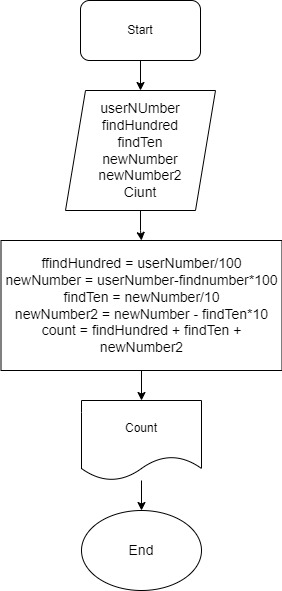 Start
userNUmber
findHundred
findTen
newNumber
newNumber2
Ciunt
ffindHundred = userNumber/100
newNumber = userNumber-findnumber*100
findTen = newNumber/10
newNumber2 = newNumber - findTen*10
count = findHundred + findTen +
newNumber2
Count
End